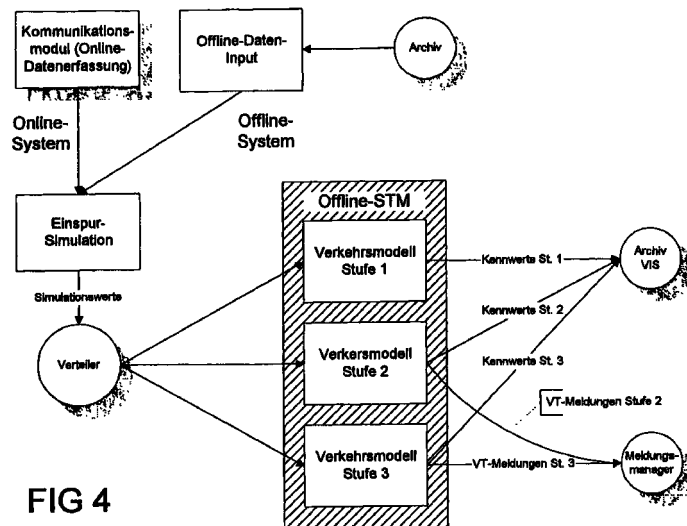 Kommunikations-
modul (Online-
Datenerfassung)
Offline-Daten-
Input
Archiv
Online-
System
Offline-
System
Einspur-
Simulation
Simulationswerte
Verteiler
Offline-STM
Verkehrsmodell
Stufe 1
Verkersmodell
Stufe 2
Verkehrsmodell
Stufe 3
Kennwerte St. 1
Kennwerte St. 2
Kennwerte St. 3
VT-Meldungen Stufe 2
VT-Meldungen St. 3
Archiv
VIS
Meldungs-
manager
FIG 4